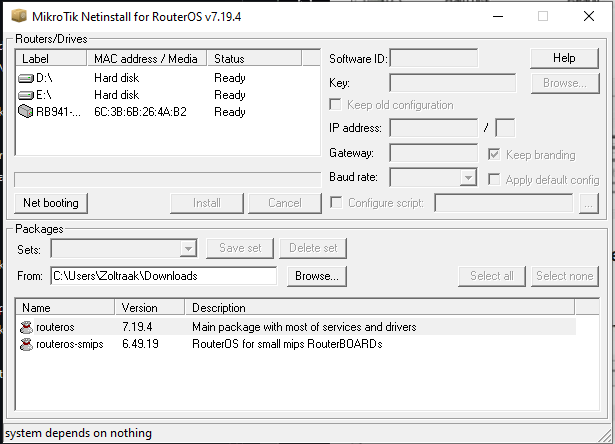 MikroTik Netinstall for RouterOS v7.19.4
Routers/Drives
Label MAC address / Media Status
D:\ Hard disk Ready
E:\ Hard disk Ready
RB941-... 6C:3B:6B:26:4A:B2 Ready
Software ID: Help
Key: Browse...
Keep old configuration
IP address: /
Gateway: Keep branding
Baud rate: Apply default config
Net booting Install Cancel Configure script: ...
Packages
Sets: Save set Delete set
From: C:\Users\Zoltraak\Downloads Browse... Select all Select none
Name Version Description
routeros 7.19.4 Main package with most of services and drivers
routeros-smips 6.49.19 RouterOS for small mips RouterBOARDs
system depends on nothing